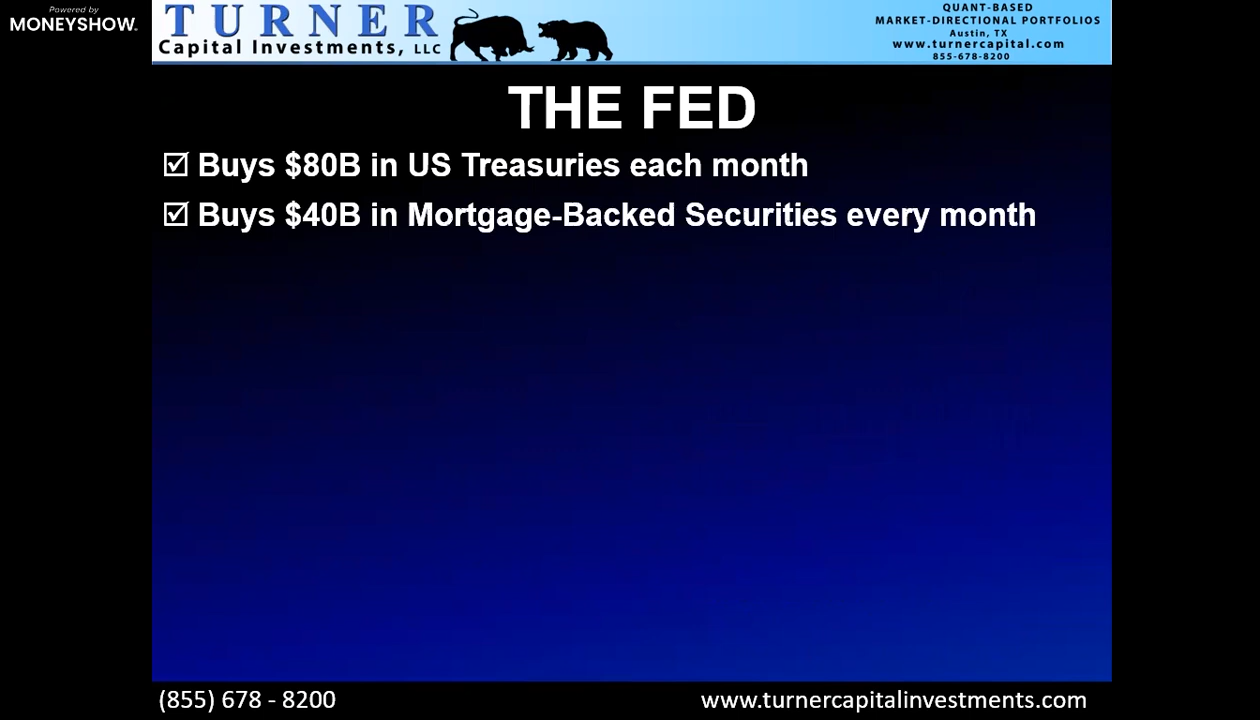 Powered by
MONEYSHOW.
TURNER
Capital Investments, LLC
QUANT-BASED
MARKET-DIRECTIONAL PORTFOLIOS
Austin, TX
www.turnercapital.com
855-678-8200
THE FED
☑ Buys $80B in US Treasuries each month
☑ Buys $40B in Mortgage-Backed Securities every month
(855) 678 - 8200
www.turnercapitalinvestments.com